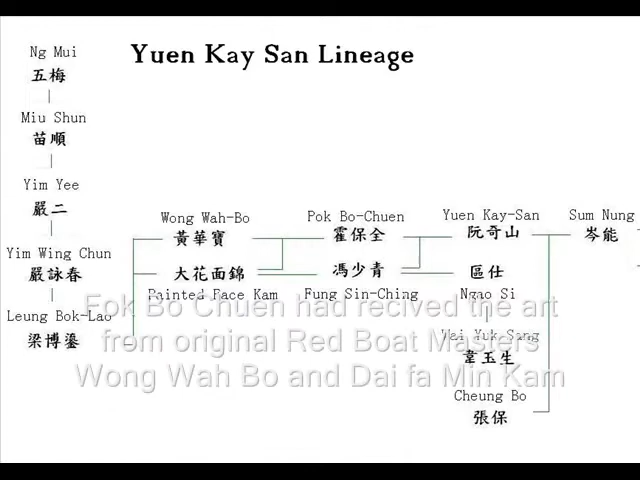 Yuen Kay San Lineage
Ng Mui
五梅
Miu Shun
苗順
Yim Yee
嚴二
Yim Wing Chun
嚴詠春
Leung Bok-Lao
梁博鎏
Wong Wah-Bo
黃華寶
大花面錦
Painted Face Kam
Fok Bo-Chuen
霍保全
馮少青
Fung Sin-Ching
Yuen Kay-San
阮奇山
區仕
Ngao Si
Wai Yuk-Sang
韋玉生
Cheung Bo
張保
Sum Nung
岑能
Fok Bo Chuen had recived the art
from original Red Boat Masters
Wong Wah Bo and Dai fa Min Kam